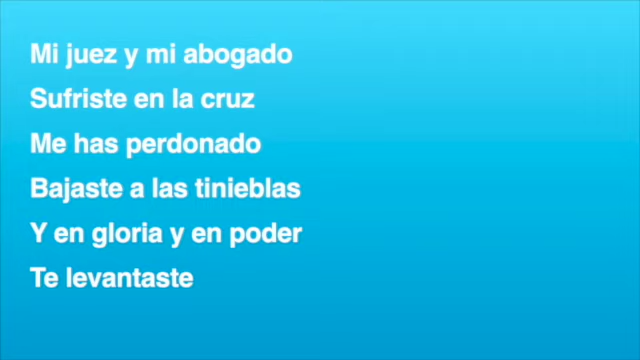 Mi juez y mi abogado
Sufriste en la cruz
Me has perdonado
Bajaste a las tinieblas
Y en gloria y en poder
Te levantaste